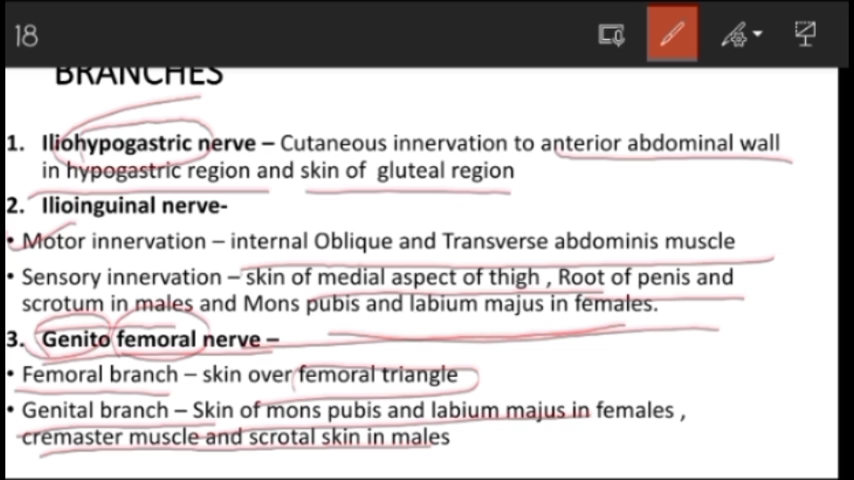 18
BRANCHES
1. Iliohypogastric nerve – Cutaneous innervation to anterior abdominal wall
in hypogastric region and skin of gluteal region
2. Ilioinguinal nerve-
• Motor innervation – internal Oblique and Transverse abdominis muscle
• Sensory innervation – skin of medial aspect of thigh , Root of penis and
scrotum in males and Mons pubis and labium majus in females.
3. Genito femoral nerve –
• Femoral branch – skin over femoral triangle
• Genital branch – Skin of mons pubis and labium majus in females ,
cremaster muscle and scrotal skin in males